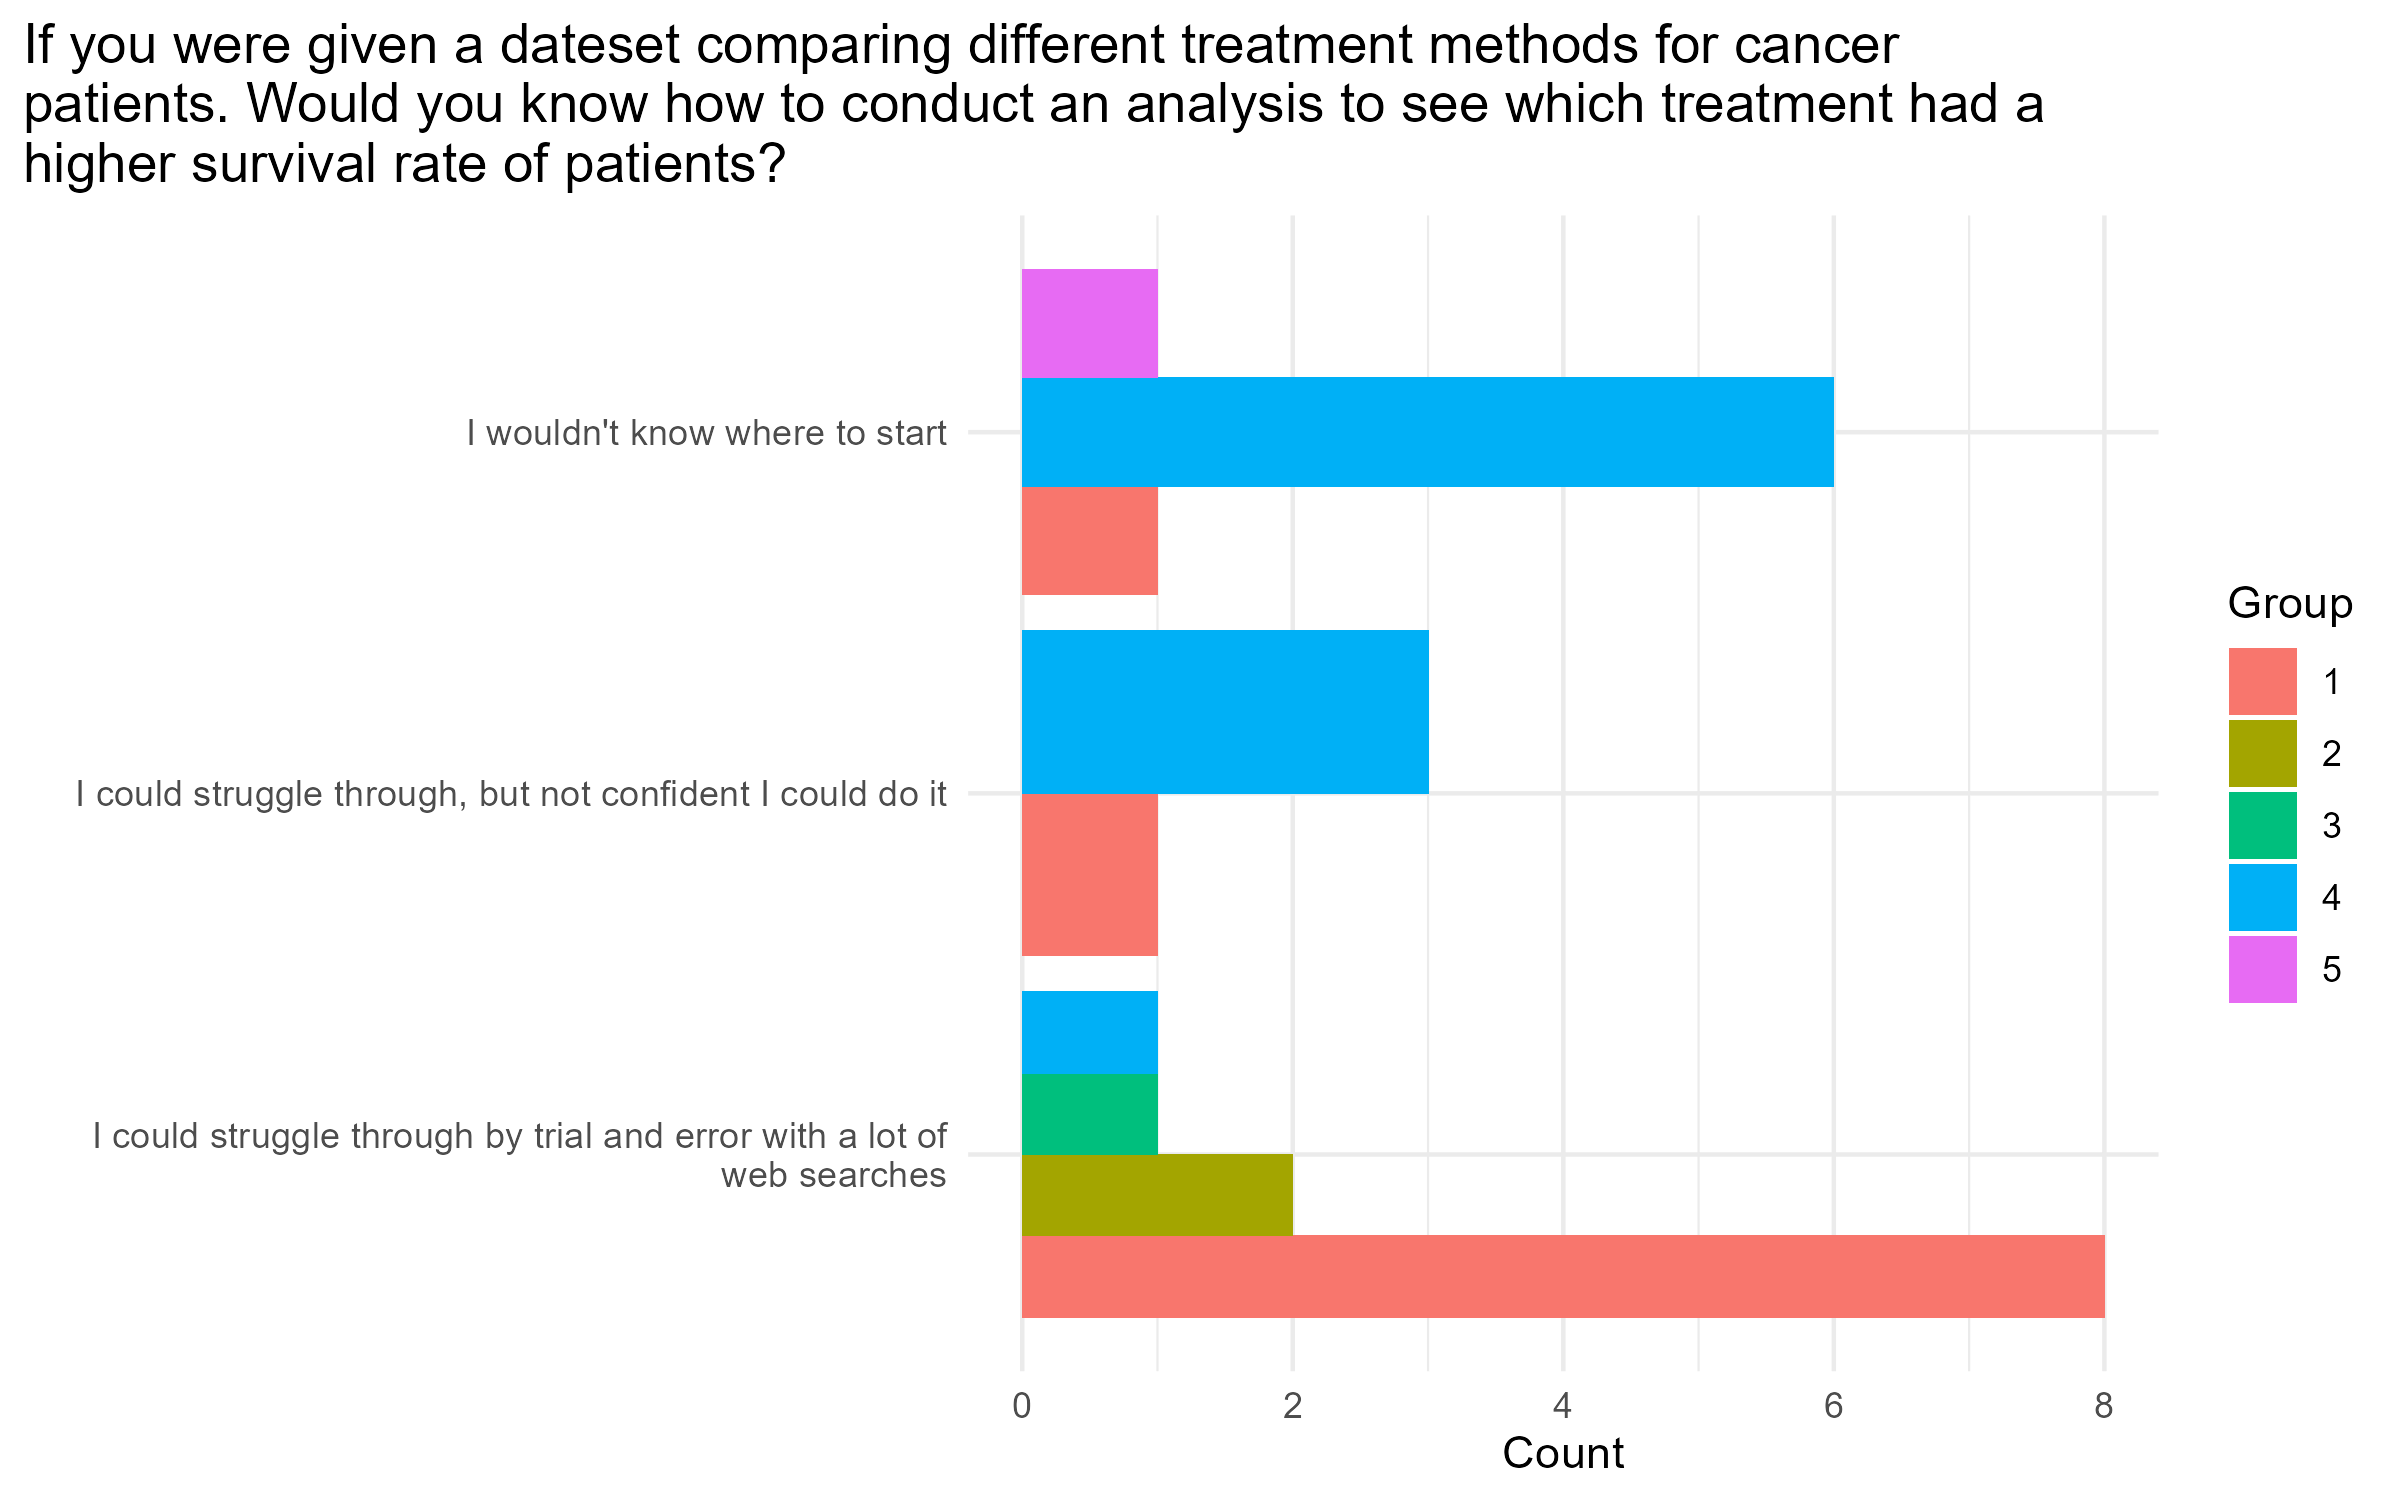 If you were given a dateset comparing different treatment methods for cancer
patients. Would you know how to conduct an analysis to see which treatment had a
higher survival rate of patients?
I wouldn't know where to start
I could struggle through, but not confident I could do it
I could struggle through by trial and error with a lot of
web searches
0 2 4 6 8
Count
Group
1
2
3
4
5